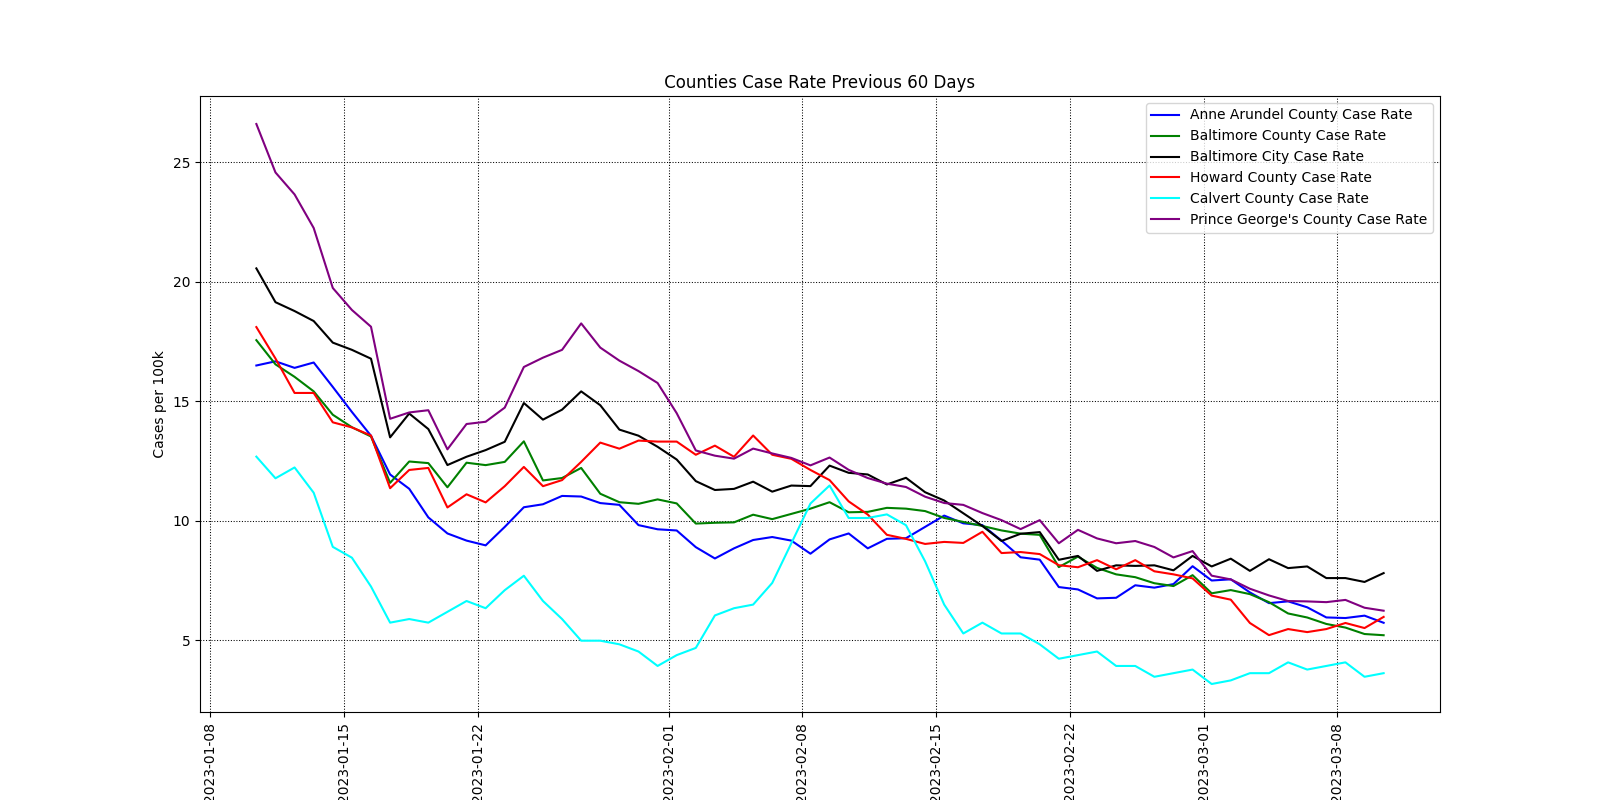 Counties Case Rate Previous 60 Days
Anne Arundel County Case Rate
Baltimore County Case Rate
Baltimore City Case Rate
Howard County Case Rate
Calvert County Case Rate
Prince George's County Case Rate
Cases per 100k
25
20
15
10
5
2023-01-08
2023-01-15
2023-01-22
2023-02-01
2023-02-08
2023-02-15
2023-02-22
2023-03-01
2023-03-08